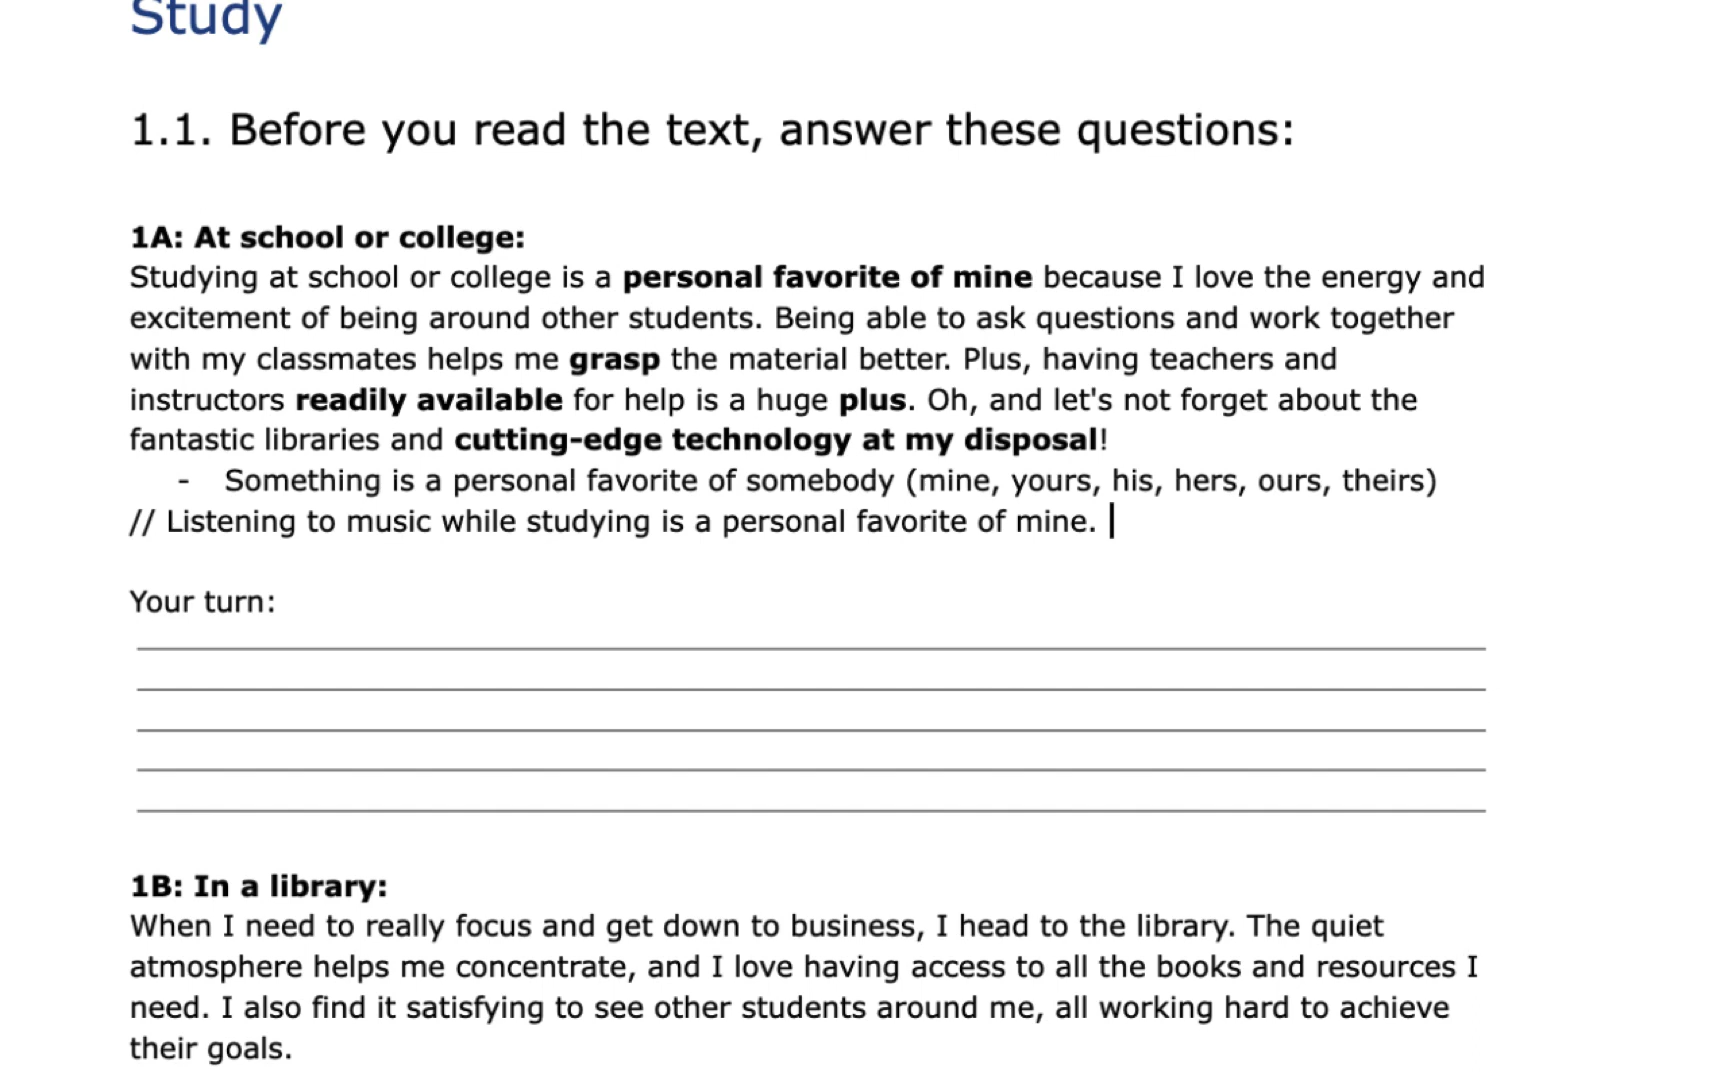 Study
1.1. Before you read the text, answer these questions:
1A: At school or college:
Studying at school or college is a personal favorite of mine because I love the energy and
excitement of being around other students. Being able to ask questions and work together
with my classmates helps me grasp the material better. Plus, having teachers and
instructors readily available for help is a huge plus. Oh, and let's not forget about the
fantastic libraries and cutting-edge technology at my disposal!
- Something is a personal favorite of somebody (mine, yours, his, hers, ours, theirs)
// Listening to music while studying is a personal favorite of mine.
Your turn:
1B: In a library:
When I need to really focus and get down to business, I head to the library. The quiet
atmosphere helps me concentrate, and I love having access to all the books and resources I
need. I also find it satisfying to see other students around me, all working hard to achieve
their goals.